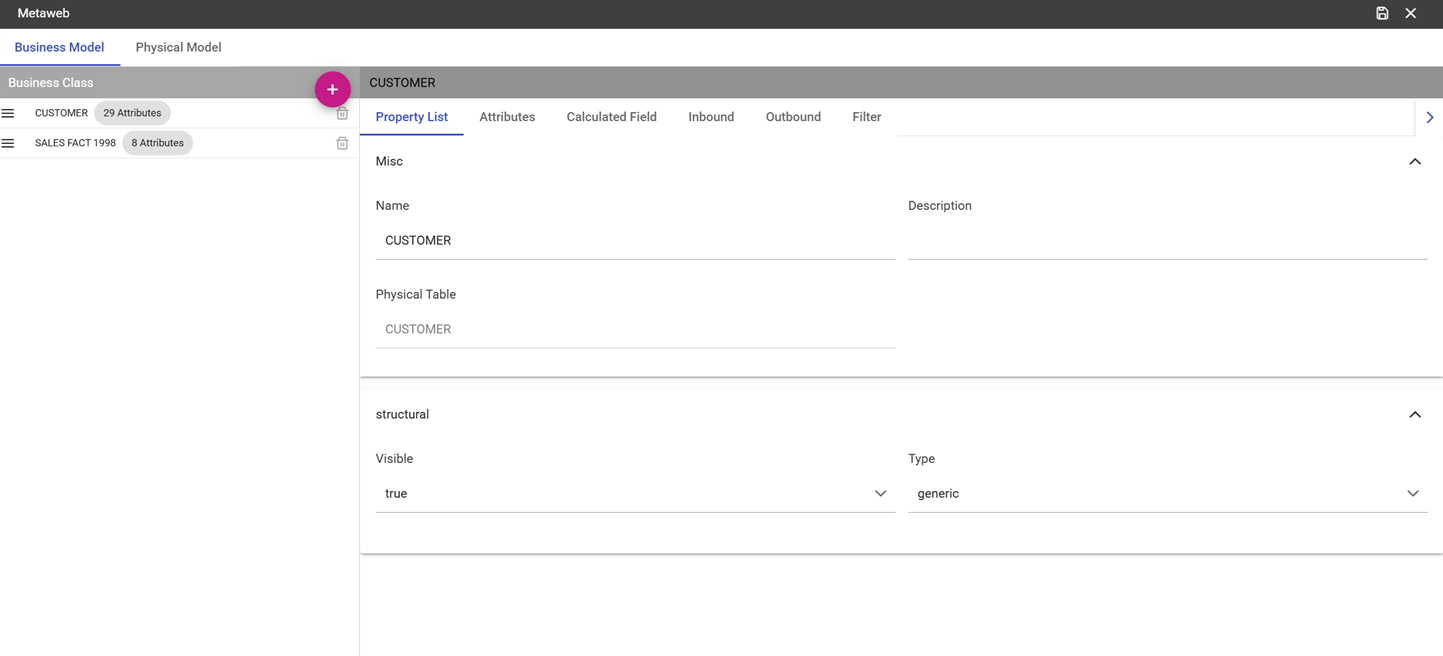 Metaweb
Business Model Physical Model
Business Class
+
CUSTOMER 29 Attributes
SALES FACT 1998 8 Attributes
CUSTOMER
Property List Attributes Calculated Field Inbound Outbound Filter
Misc
Name Description
CUSTOMER
Physical Table
CUSTOMER
structural
Visible Type
true generic